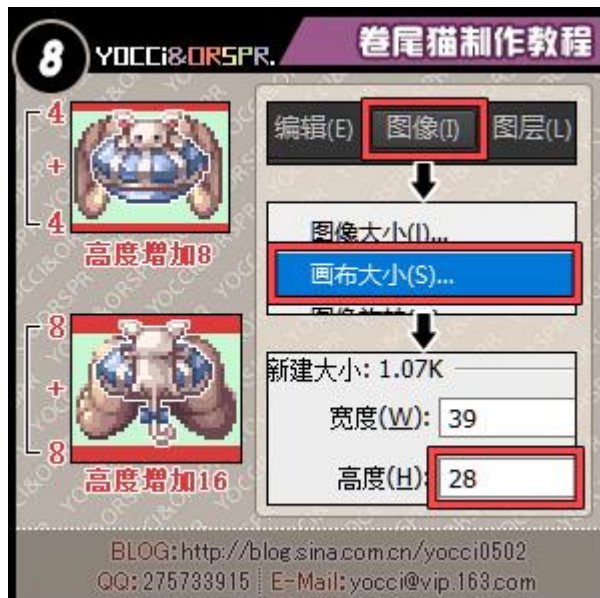 8
YOCCi&ORSPR.
卷尾猫制作教程
4
+
4
高度增加8
编辑(E) 图像(I) 图层(L)
图像大小(I)...
画布大小(S)...
8
+
8
高度增加16
新建大小: 1.07K
宽度(W): 39
高度(H): 28
BLOG:http://blog.sina.com.cn/yocci0502
QQ:275733915 E-Mail:yocci@vip.163.com